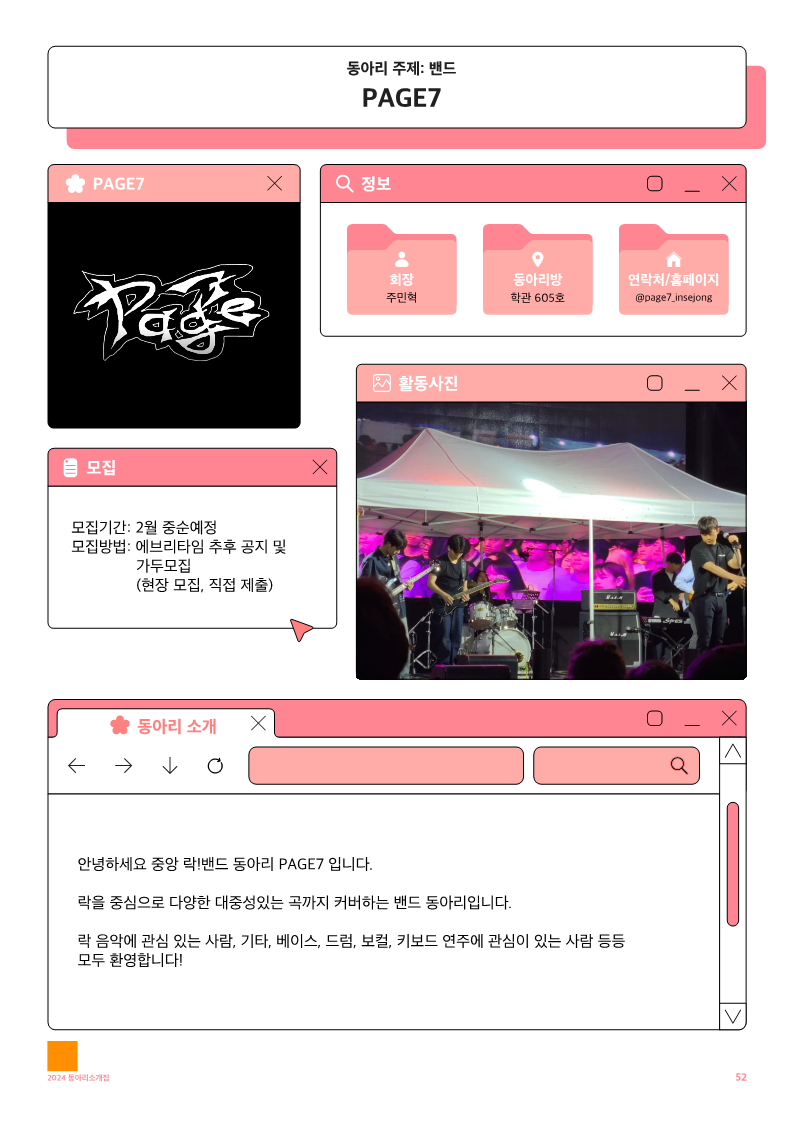 동아리 주제: 밴드
PAGE7
PAGE7
Page
정보
회장
주민혁
동아리방
학관 605호
연락처/홈페이지
@page7_insejong
활동사진
Marshall
Marshall
모집
모집기간: 2월 중순예정
모집방법: 에브리타임 추후 공지 및
가두모집
(현장 모집, 직접 제출)
동아리 소개
안녕하세요 중앙 락!밴드 동아리 PAGE7 입니다.
락을 중심으로 다양한 대중성있는 곡까지 커버하는 밴드 동아리입니다.
락 음악에 관심 있는 사람, 기타, 베이스, 드럼, 보컬, 키보드 연주에 관심이 있는 사람 등등
모두 환영합니다!
2024 동아리소개집
52